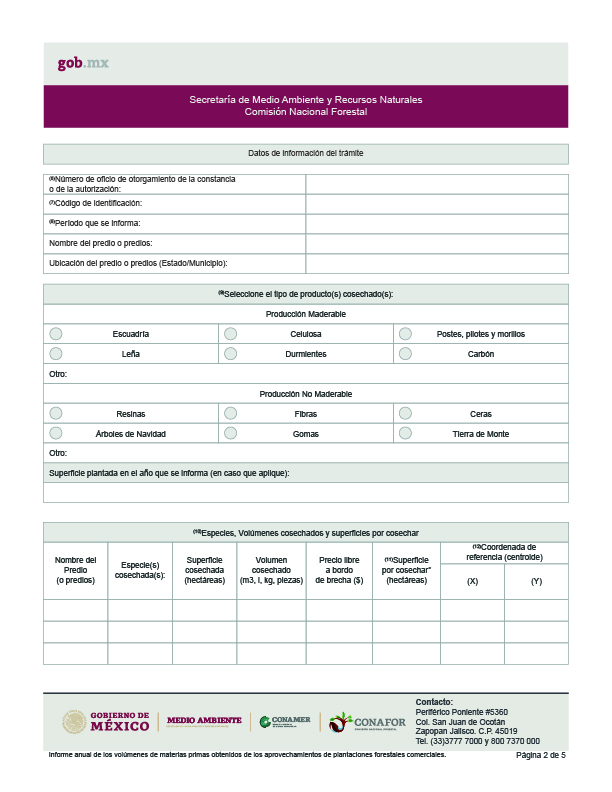 gob.mx
Secretaría de Medio Ambiente y Recursos Naturales
Comisión Nacional Forestal
Datos de información del trámite
(6)Número de oficio de otorgamiento de la constancia
o de la autorización:
(7)Código de identificación:
(8)Periodo que se informa:
Nombre del predio o predios:
Ubicación del predio o predios (Estado/Municipio):
(9)Seleccione el tipo de producto(s) cosechado(s):
Producción Maderable
Escuadría Celulosa Postes, pilotes y morillos
Leña Durmientes Carbón
Otro:
Producción No Maderable
Resinas Fibras Ceras
Árboles de Navidad Gomas Tierra de Monte
Otro:
Superficie plantada en el año que se informa (en caso que aplique):
(10)Especies, Volúmenes cosechados y superficies por cosechar
Nombre del
Predio
(o predios)
Especie(s)
cosechada(s):
Superficie
cosechada
(hectáreas)
Volumen
cosechado
(m3, l, kg, piezas)
Precio libre
a bordo
de brecha ($)
(11)Superficie
por cosechar*
(hectáreas)
(12)Coordenada de
referencia (centroide)
(X) (Y)
GOBIERNO DE
MÉXICO
MEDIO AMBIENTE
CONAMER
CONAFOR
COMISIÓN NACIONAL FORESTAL
Contacto:
Periférico Poniente #5360
Col. San Juan de Ocotán
Zapopan Jalisco. C.P. 45019
Tel. (33)3777 7000 y 800 7370 000
Informe anual de los volúmenes de materias primas obtenidos de los aprovechamientos de plantaciones forestales comerciales.
Página 2 de 5